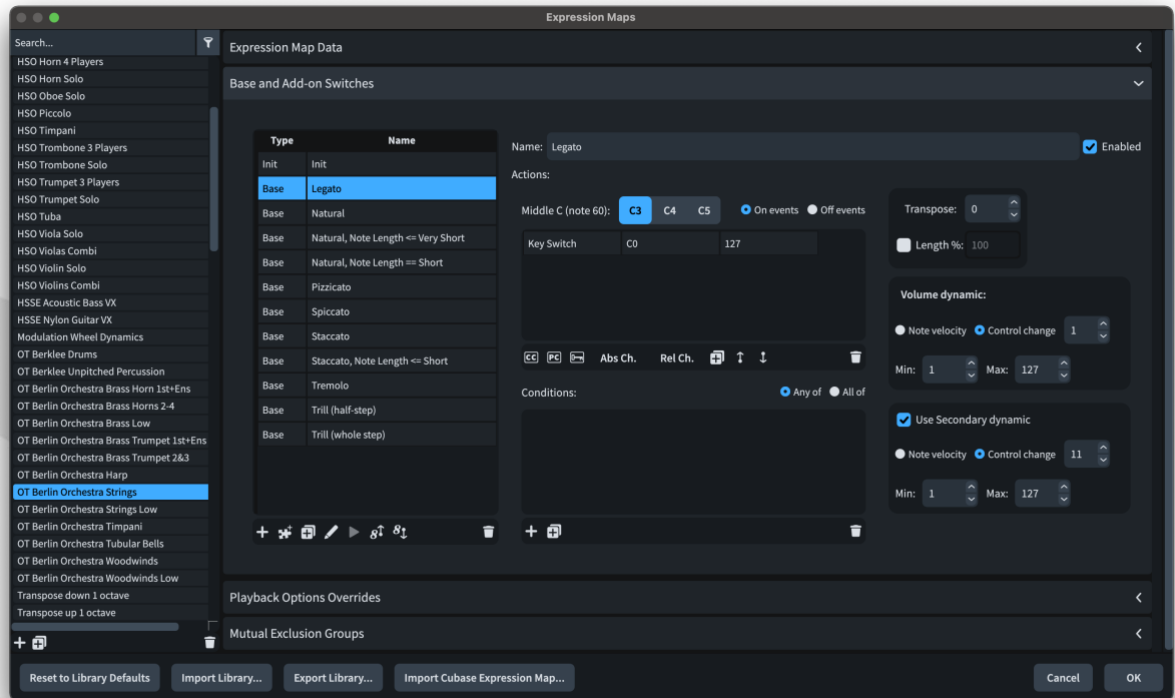 Expression Maps
Search...
HSO Horn 4 Players
HSO Horn Solo
HSO Oboe Solo
HSO Piccolo
HSO Timpani
HSO Trombone 3 Players
HSO Trombone Solo
HSO Trumpet 3 Players
HSO Trumpet Solo
HSO Tuba
HSO Viola Solo
HSO Violas Combi
HSO Violin Solo
HSO Violins Combi
HSSE Acoustic Bass VX
HSSE Nylon Guitar VX
Modulation Wheel Dynamics
OT Berklee Drums
OT Berklee Unpitched Percussion
OT Berlin Orchestra Brass Horn 1st+Ens
OT Berlin Orchestra Brass Horns 2-4
OT Berlin Orchestra Brass Low
OT Berlin Orchestra Brass Trumpet 1st+Ens
OT Berlin Orchestra Brass Trumpet 2&3
OT Berlin Orchestra Harp
OT Berlin Orchestra Strings
OT Berlin Orchestra Strings Low
OT Berlin Orchestra Timpani
OT Berlin Orchestra Tubular Bells
OT Berlin Orchestra Woodwinds
OT Berlin Orchestra Woodwinds Low
Transpose down 1 octave
Transpose up 1 octave
Expression Map Data
Base and Add-on Switches
Type Name
Init Init
Base Legato
Base Natural
Base Natural, Note Length <= Very Short
Base Natural, Note Length == Short
Base Pizzicato
Base Spiccato
Base Staccato
Base Staccato, Note Length <= Short
Base Tremolo
Base Trill (half-step)
Base Trill (whole step)
Name: Legato Enabled
Actions:
Middle C (note 60): C3 C4 C5 On events Off events
Key Switch C0 127
CC PC Abs Ch. Rel Ch.
Conditions: Any of All of
Transpose: 0
Length %: 100
Volume dynamic:
Note velocity Control change 1
Min: 1 Max: 127
Use Secondary dynamic
Note velocity Control change 11
Min: 1 Max: 127
Playback Options Overrides
Mutual Exclusion Groups
Reset to Library Defaults Import Library... Export Library... Import Cubase Expression Map... Cancel OK